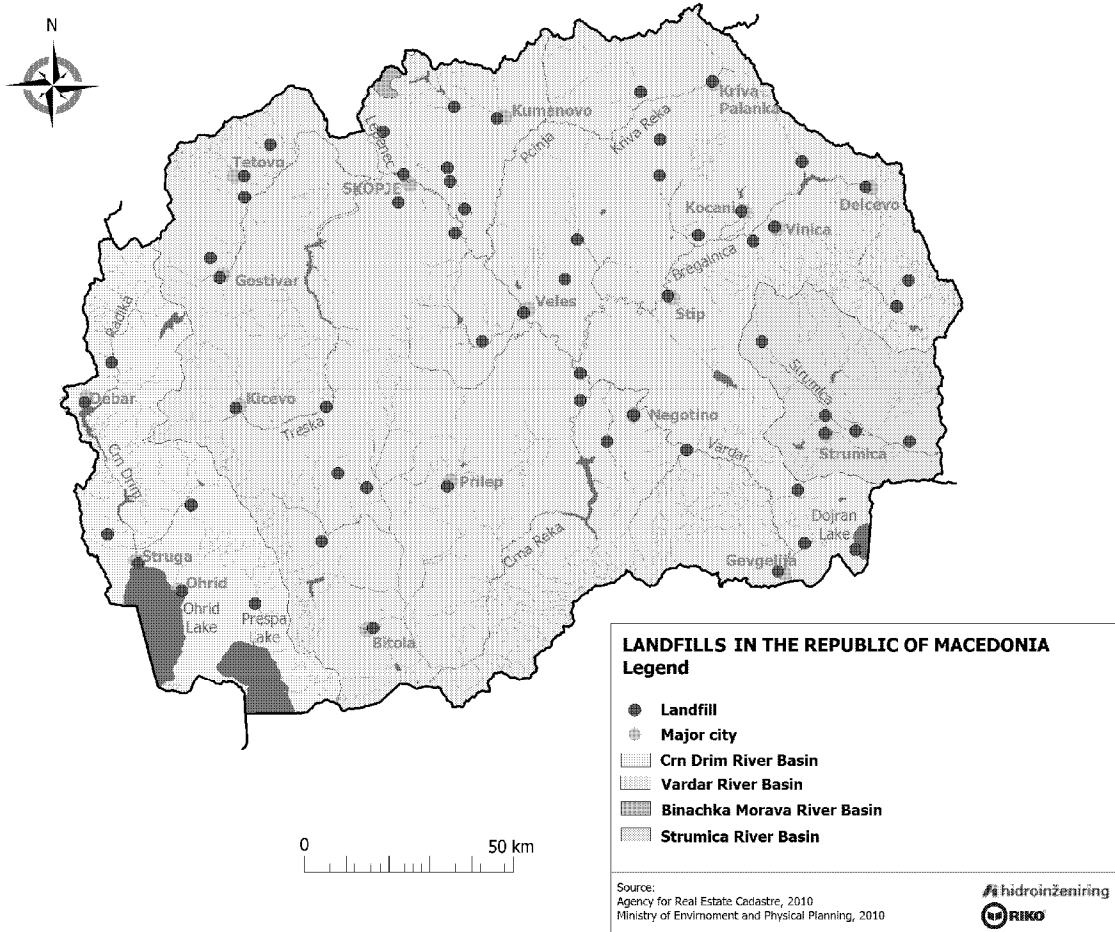 N
Kumanovo
Kriva
Palanka
Lepenec
Pcinja
Kriva Reka
Tetovo
SKOPJE
Kocani
Delcevo
Vinica
Bregalnica
Gostivar
Radika
Veles
Stip
Strumica
Debar
Kicevo
Treska
Negotino
Vardar
Strumica
Crn Drim
Prilep
Crna Reka
Dojran
Lake
Struga
Gevgelija
Ohrid
Ohrid
Lake
Prespa
Lake
Bitola
LANDFILLS IN THE REPUBLIC OF MACEDONIA
Legend
Landfill
Major city
Crn Drim River Basin
Vardar River Basin
Binachka Morava River Basin
Strumica River Basin
0 50 km
Source:
Agency for Real Estate Cadastre, 2010
Ministry of Envirnoment and Physical Planning, 2010
hidroinženiring
RIKO